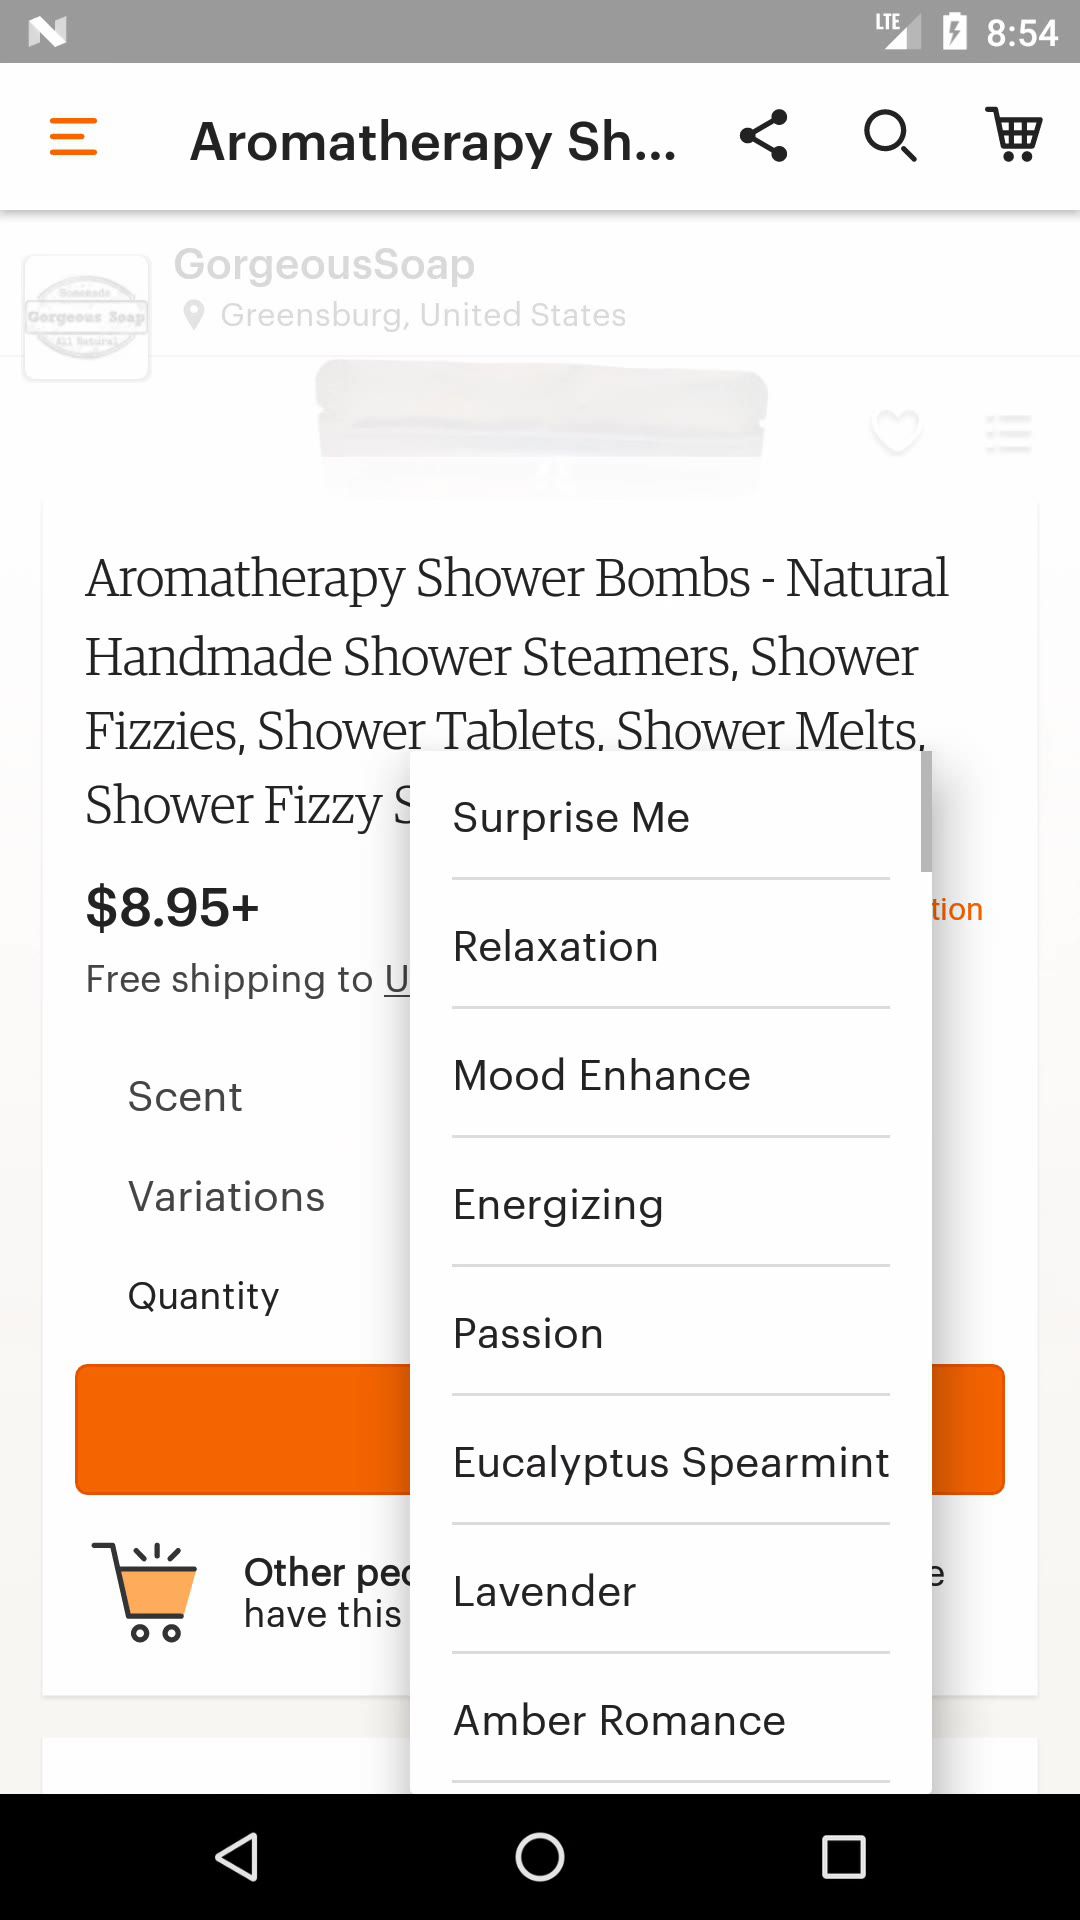 LTE 8:54
Aromatherapy Sh...
GorgeousSoap
Homemade
Gorgeous Soap
All Natural
Greensburg, United States
Aromatherapy Shower Bombs - Natural
Handmade Shower Steamers, Shower
Fizzies, Shower Tablets, Shower Melts,
Shower Fizzy S
$8.95+
tion
Free shipping to U
Scent
Variations
Quantity
Other peo e
have this
Surprise Me
Relaxation
Mood Enhance
Energizing
Passion
Eucalyptus Spearmint
Lavender
Amber Romance